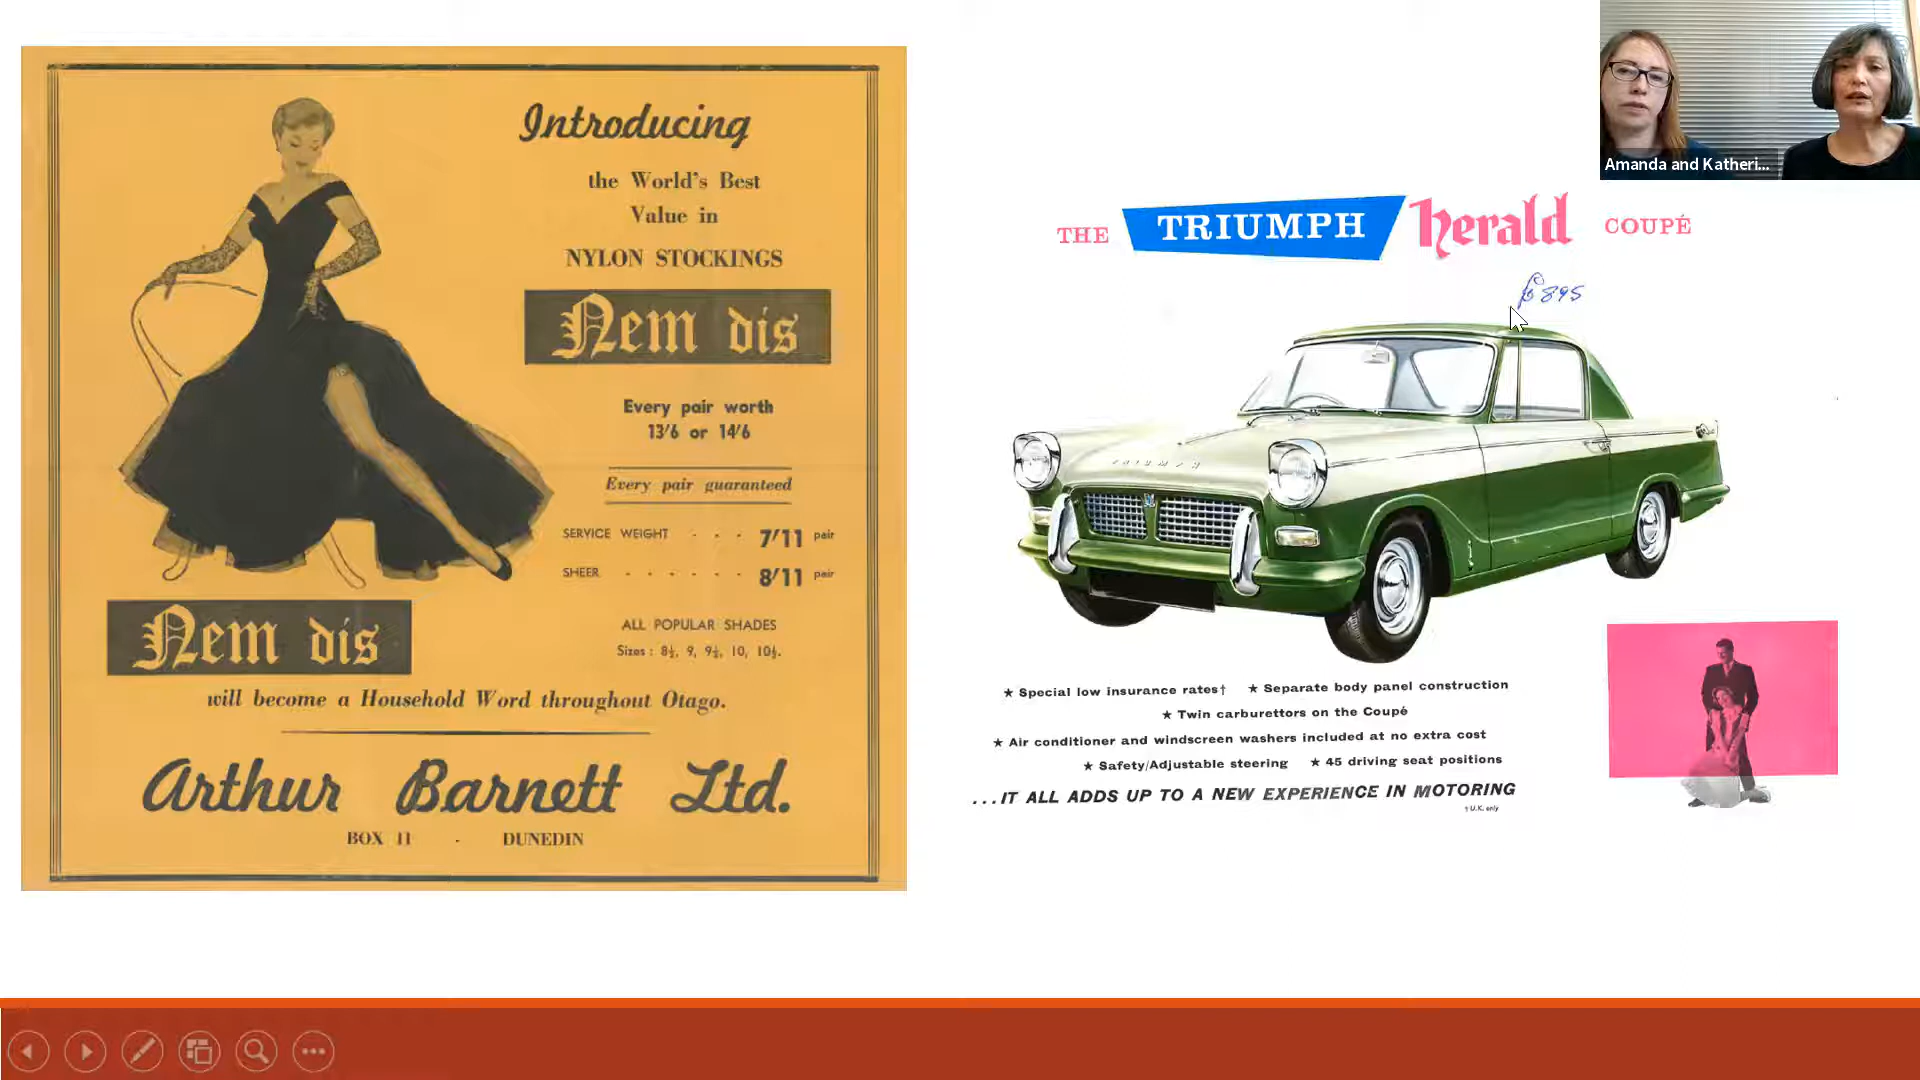 Introducing
the World's Best
Value in
NYLON STOCKINGS
Nem dis
Every pair worth
13'6 or 14'6
Every pair guaranteed
SERVICE WEIGHT - - - 7'11 pair
SHEER - - - - - - 8'11 pair
ALL POPULAR SHADES
Sizes : 8½, 9, 9½, 10, 10½.
Nem dis
will become a Household Word throughout Otago.
Arthur Barnett Ltd.
BOX 11 - DUNEDIN
THE TRIUMPH Herald COUPÉ
£895
TRIUMPH
★ Special low insurance rates† ★ Separate body panel construction
★ Twin carburettors on the Coupé
★ Air conditioner and windscreen washers included at no extra cost
★ Safety/Adjustable steering ★ 45 driving seat positions
...IT ALL ADDS UP TO A NEW EXPERIENCE IN MOTORING
† U.K. only
Amanda and Katheri...